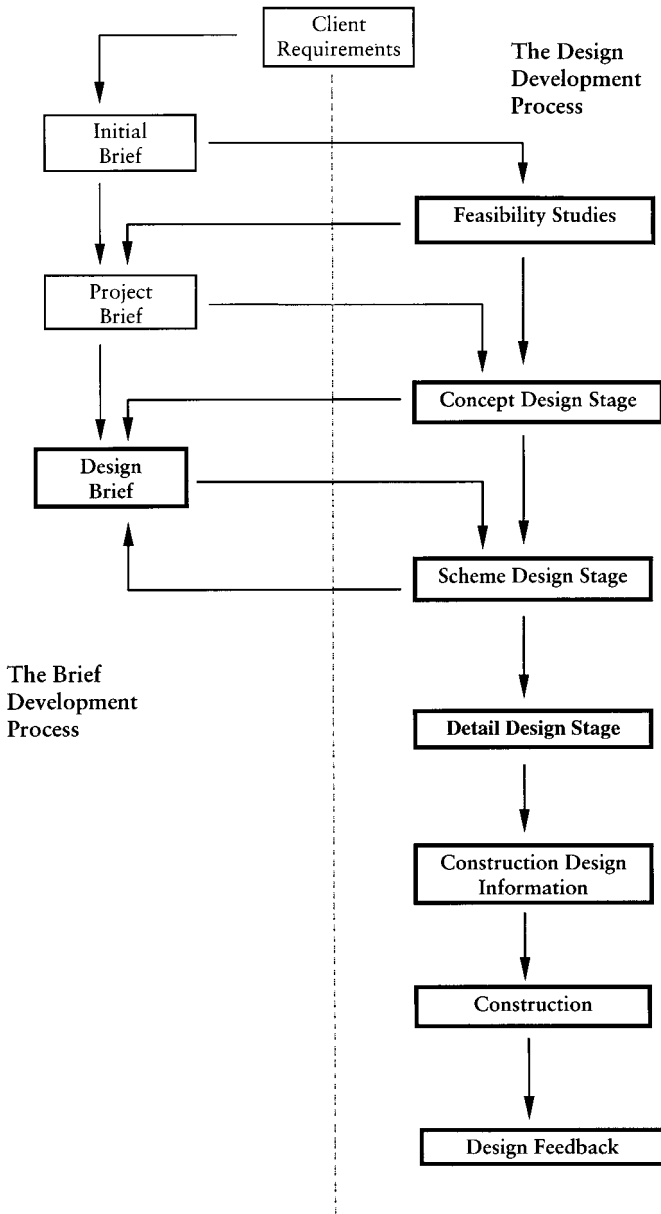 Client
Requirements
The Design
Development
Process
Initial
Brief
Feasibility Studies
Project
Brief
Concept Design Stage
Design
Brief
Scheme Design Stage
The Brief
Development
Process
Detail Design Stage
Construction Design
Information
Construction
Design Feedback